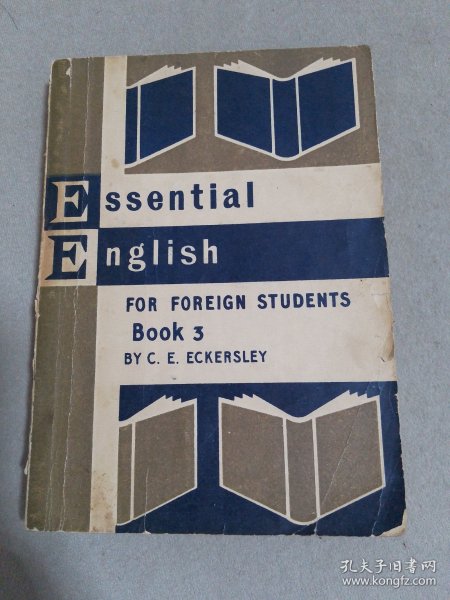 Essential
English
FOR FOREIGN STUDENTS
Book 3
BY C. E. ECKERSLEY
孔夫子旧书网
www.kongfz.com